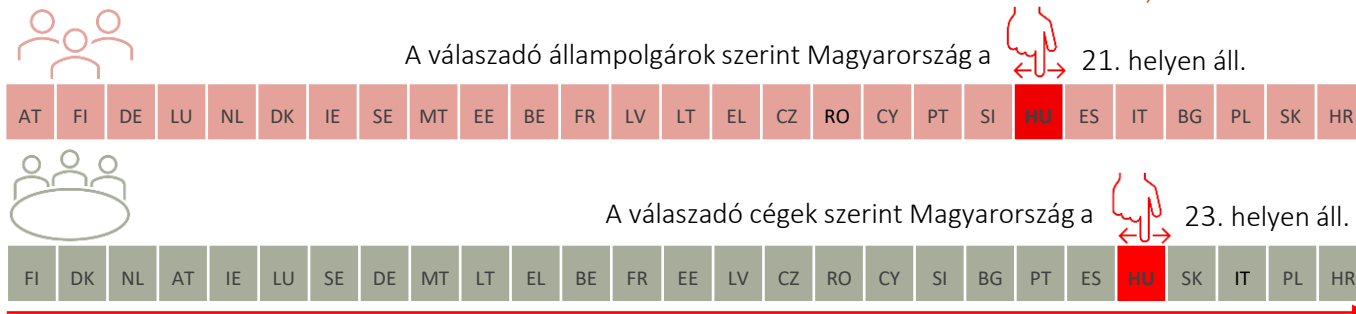 A válaszadó állampolgárok szerint Magyarország a 21. helyen áll.
AT FI DE LU NL DK IE SE MT EE BE FR LV LT EL CZ RO CY PT SI HU ES IT BG PL SK HR
A válaszadó cégek szerint Magyarország a 23. helyen áll.
FI DK NL AT IE LU SE DE MT LT EL BE FR EE LV CZ RO CY SI BG PT ES HU SK IT PL HR